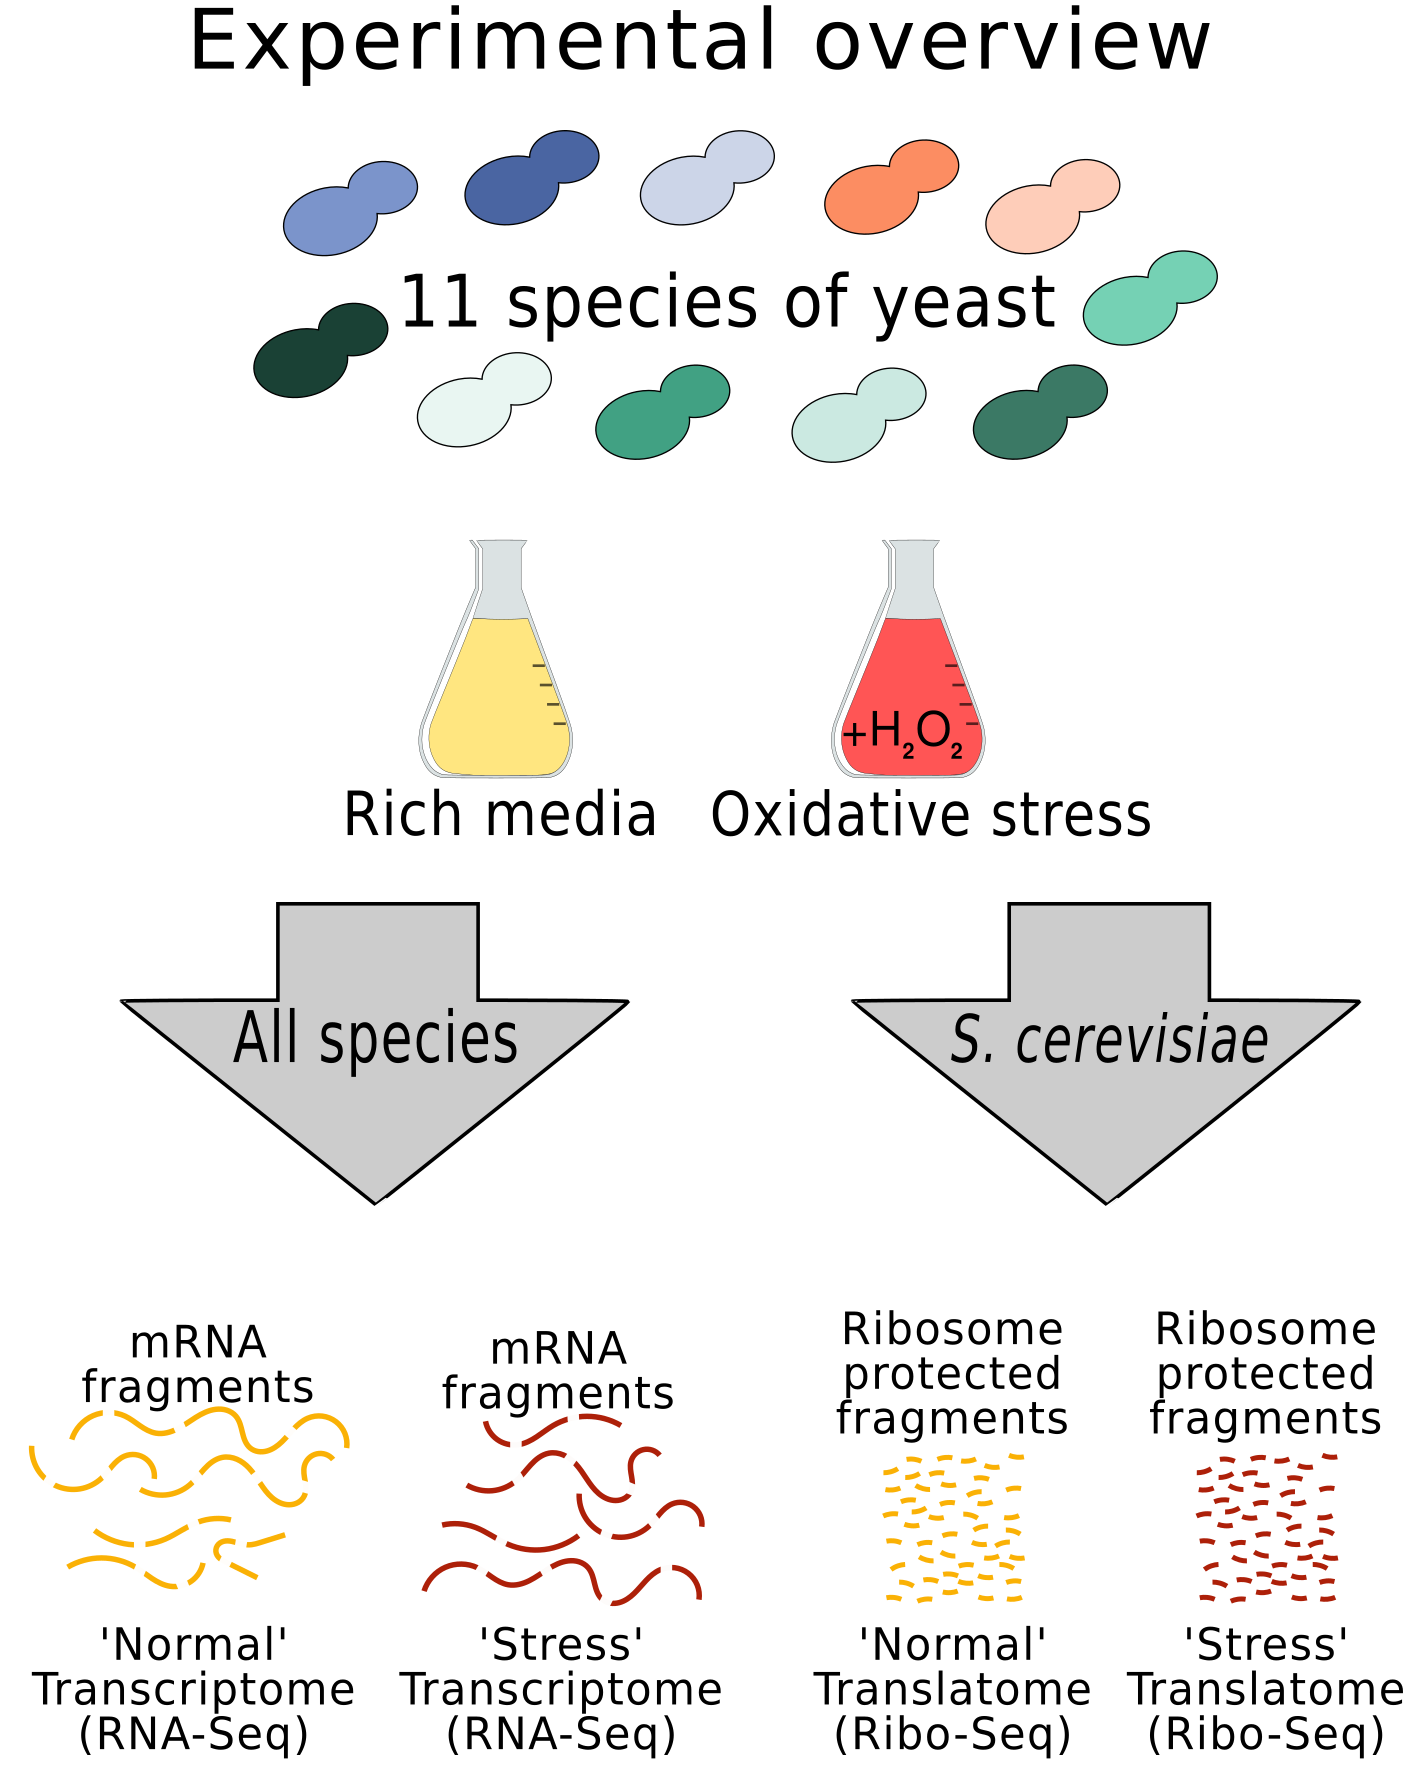 Experimental overview
11 species of yeast
+H₂O₂
Rich media
Oxidative stress
All species
S. cerevisiae
mRNA
fragments
mRNA
fragments
Ribosome
protected
fragments
Ribosome
protected
fragments
'Normal'
Transcriptome
(RNA-Seq)
'Stress'
Transcriptome
(RNA-Seq)
'Normal'
Translatome
(Ribo-Seq)
'Stress'
Translatome
(Ribo-Seq)